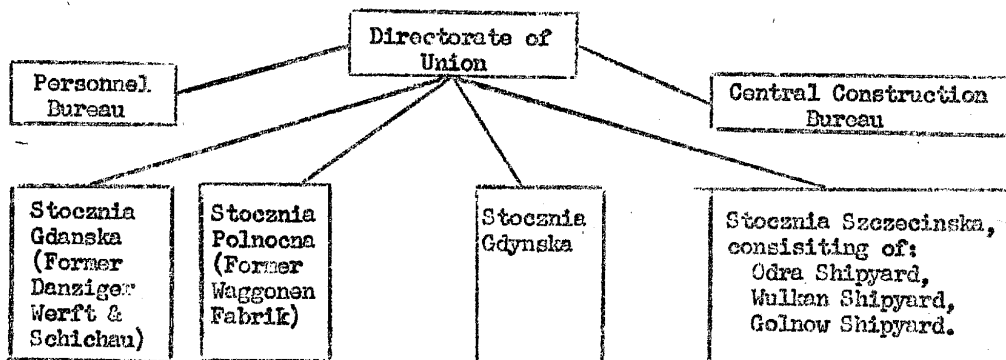 Directorate of
Union
Personnel
Bureau
Central Construction
Bureau
Stocznia
Gdanska
(Former
Danziger
Werft &
Schichau)
Stocznia
Polnocna
(Former
Waggonen
Fabrik)
Stocznia
Gdynska
Stocznia Szczecinska,
consisiting of:
Odra Shipyard,
Wulkan Shipyard,
Golnow Shipyard.